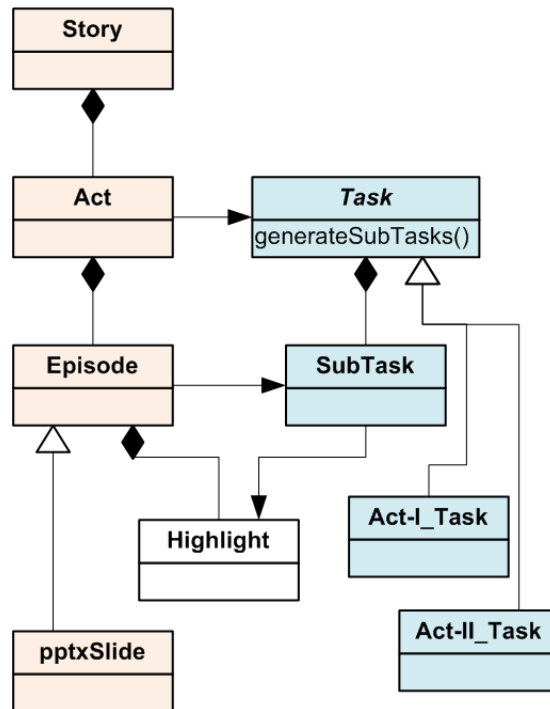 Story
Act
Task
generateSubTasks()
Episode
SubTask
Highlight
Act-I_Task
Act-II_Task
pptxSlide